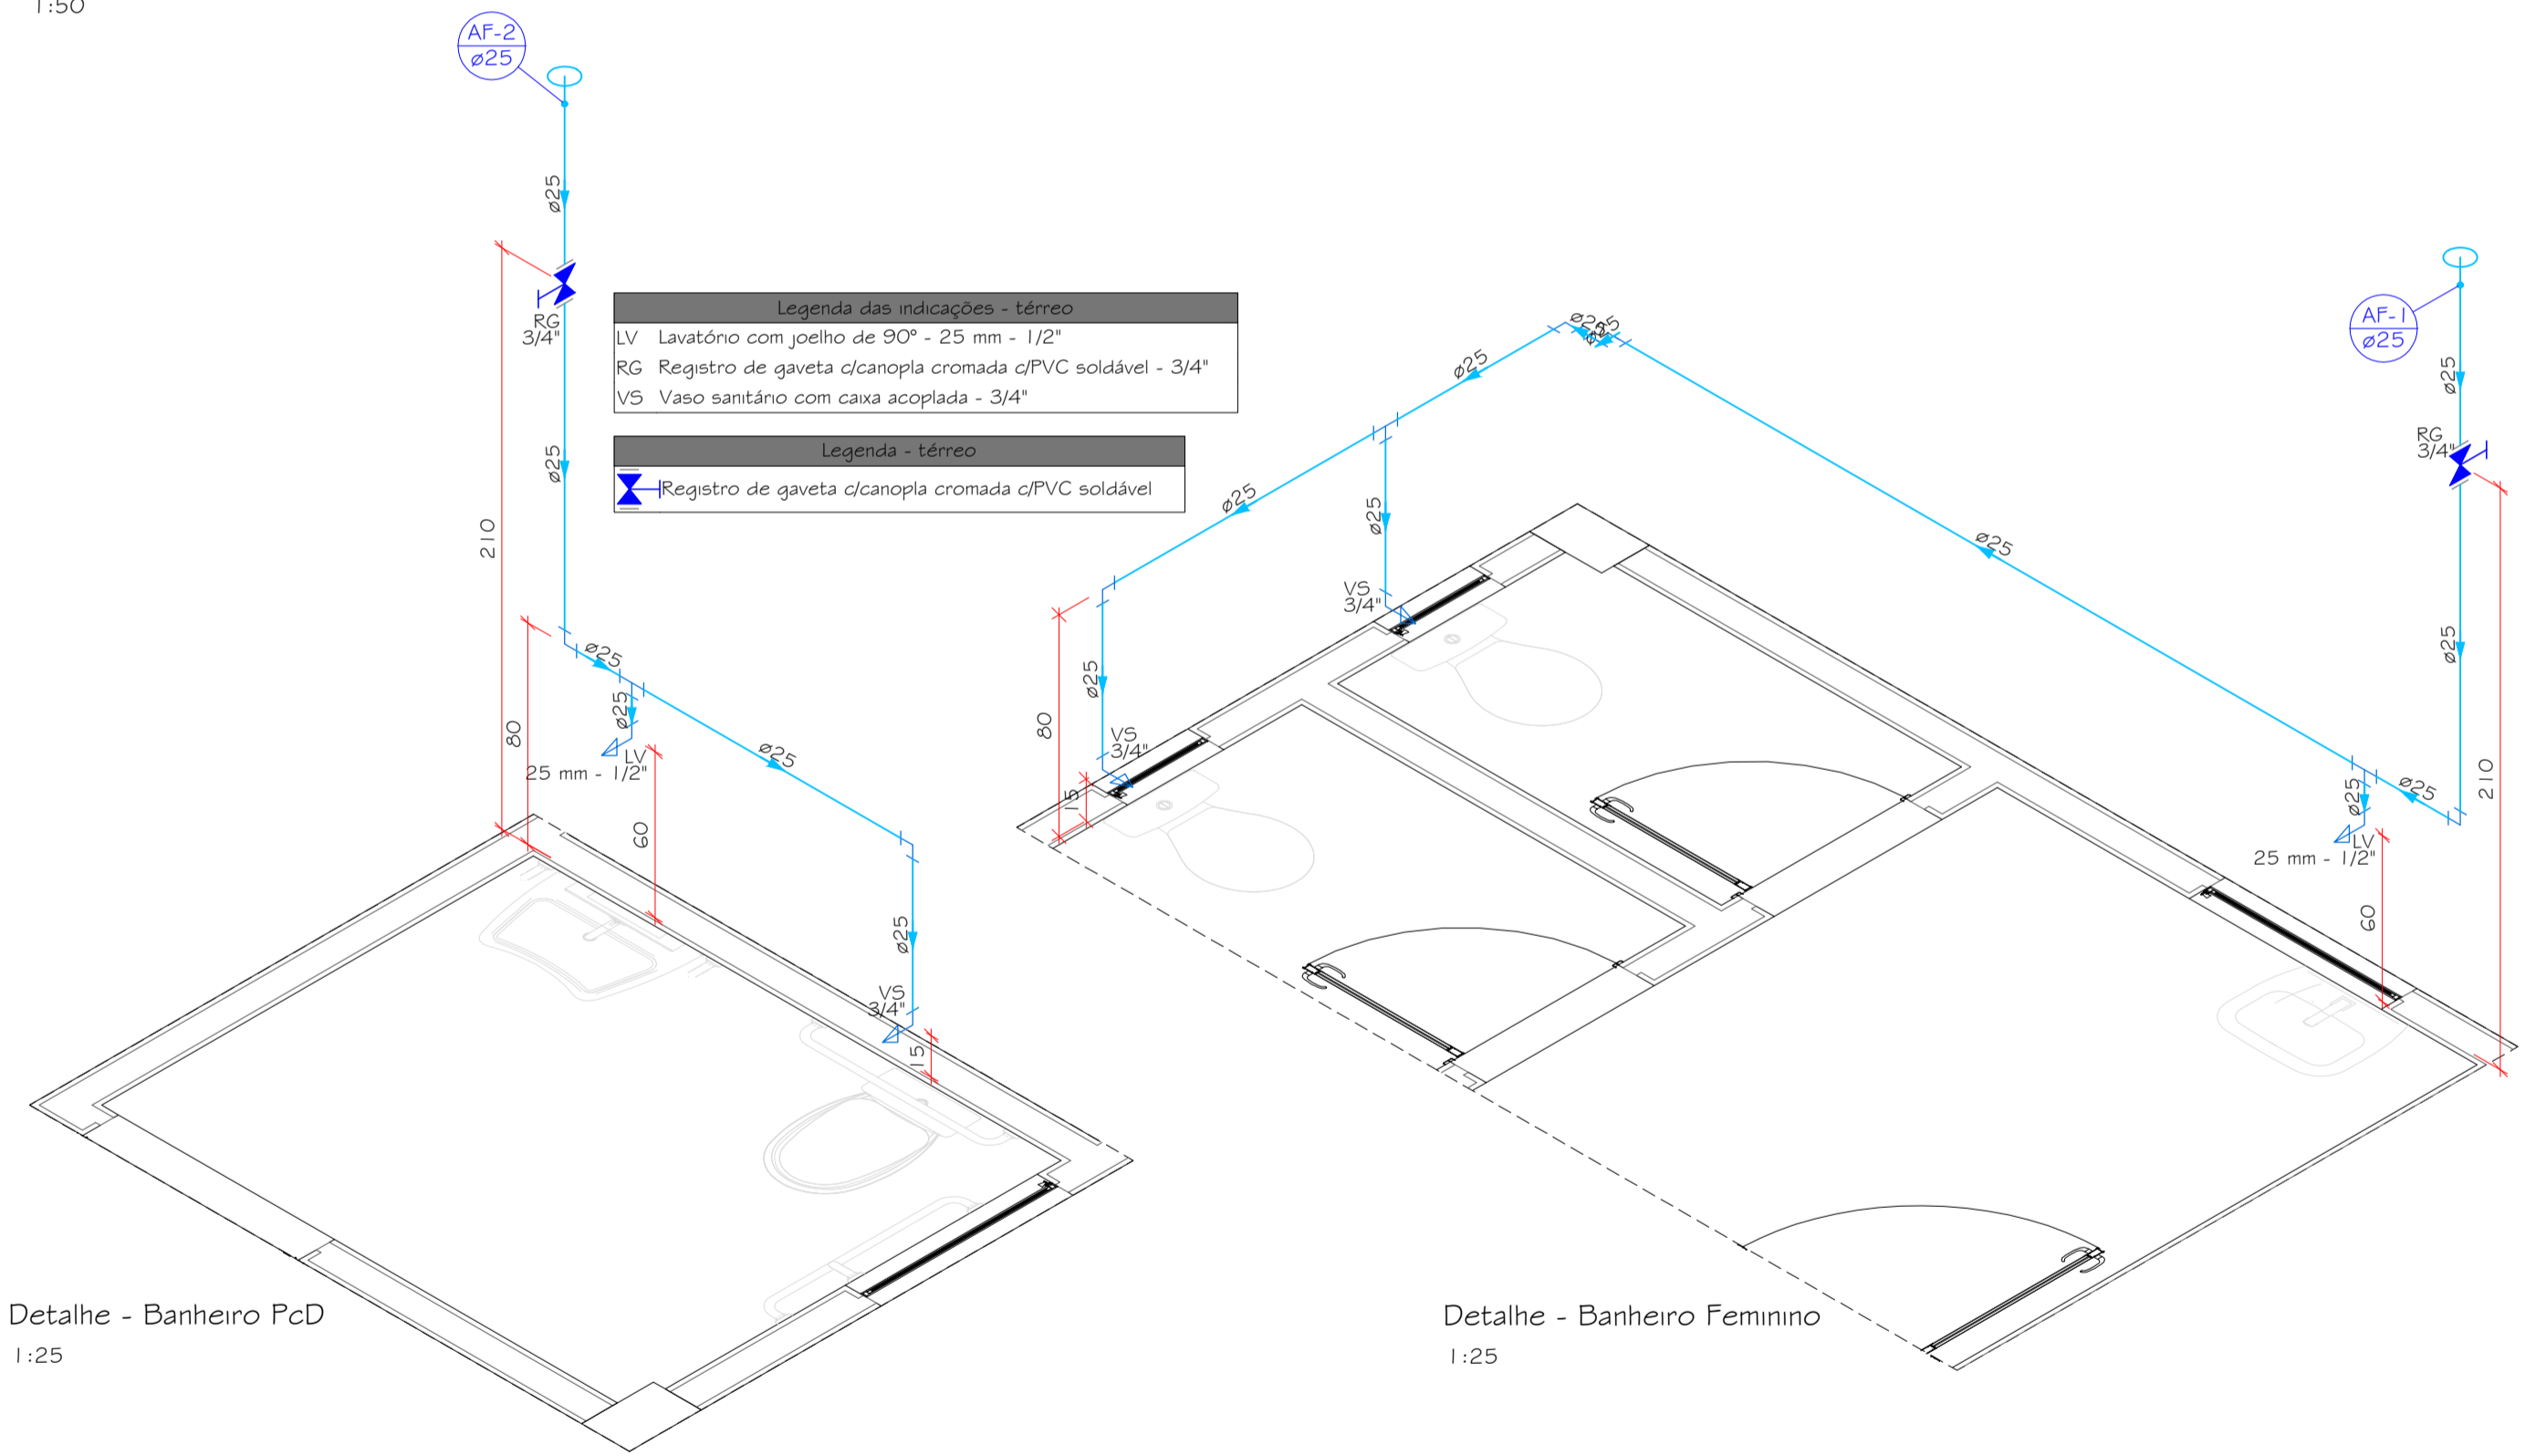 1:50
AF-2
ø25
ø25
RG
3/4"
ø25
210
80
ø25
ø25
LV
25 mm - 1/2"
60
ø25
ø25
VS
3/4"
15
Detalhe - Banheiro PcD
1:25
Legenda das indicações - térreo
LV Lavatório com joelho de 90° - 25 mm - 1/2"
RG Registro de gaveta c/canopla cromada c/PVC soldável - 3/4"
VS Vaso sanitário com caixa acoplada - 3/4"
Legenda - térreo
Registro de gaveta c/canopla cromada c/PVC soldável
AF-1
ø25
ø25
RG
3/4"
ø25
210
ø25
ø25
LV
25 mm - 1/2"
60
ø25
ø25
ø25
ø25
ø25
ø25
VS
3/4"
ø25
80
VS
3/4"
15
Detalhe - Banheiro Feminino
1:25